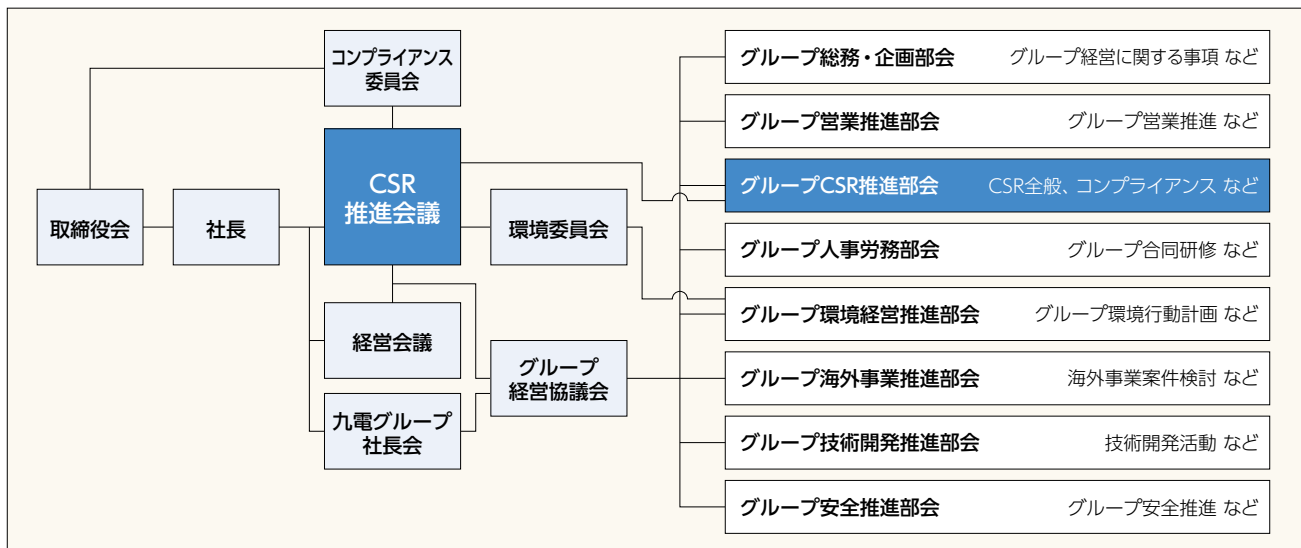 コンプライアンス
委員会
CSR
推進会議
取締役会
社長
環境委員会
経営会議
グループ
経営協議会
九電グループ
社長会
グループ総務・企画部会 グループ経営に関する事項 など
グループ営業推進部会 グループ営業推進 など
グループCSR推進部会 CSR全般、コンプライアンス など
グループ人事労務部会 グループ合同研修 など
グループ環境経営推進部会 グループ環境行動計画 など
グループ海外事業推進部会 海外事業案件検討 など
グループ技術開発推進部会 技術開発活動 など
グループ安全推進部会 グループ安全推進 など